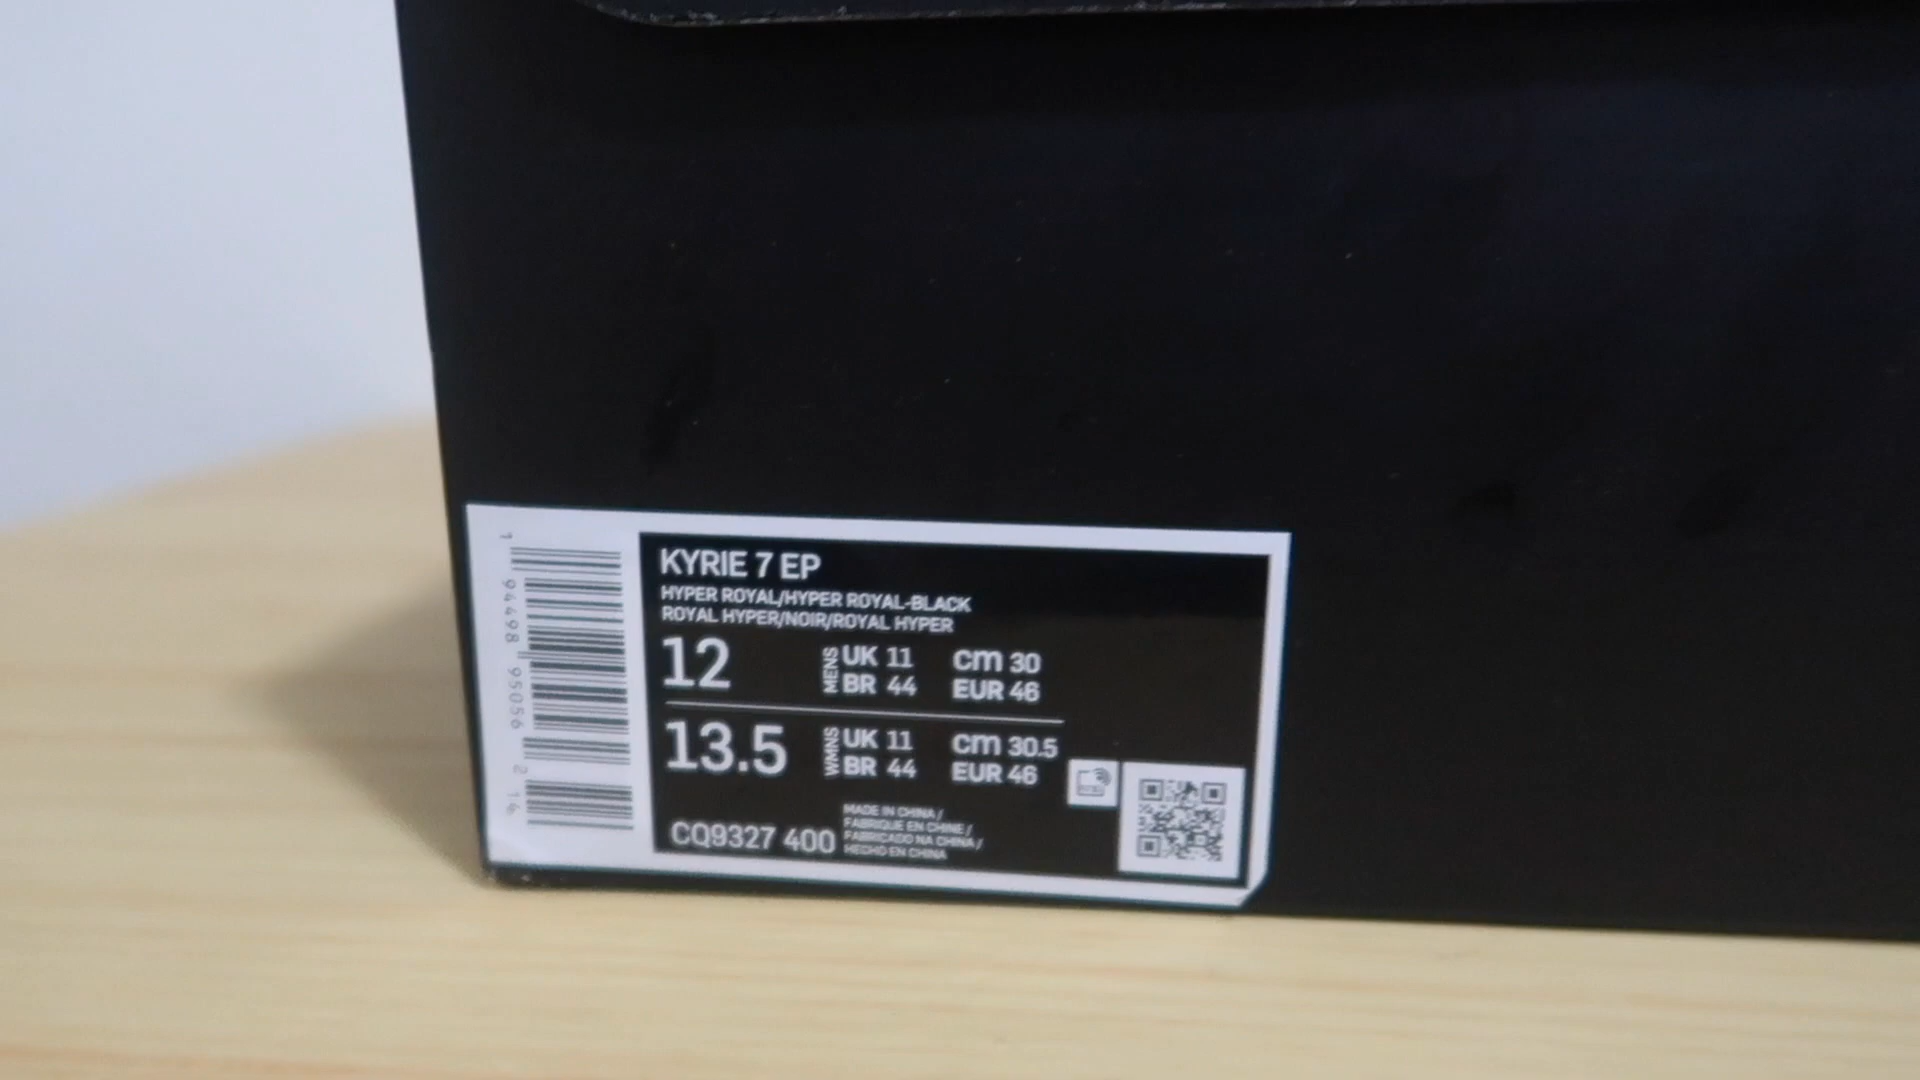 KYRIE 7 EP
HYPER ROYAL/HYPER ROYAL-BLACK
ROYAL HYPER/NOIR/ROYAL HYPER
12 MENS UK 11 cm 30
BR 44 EUR 46
13.5 WMNS UK 11 cm 30.5
BR 44 EUR 46
CQ9327 400
MADE IN CHINA /
FABRIQUE EN CHINE /
FABRICADO NA CHINA /
HECHO EN CHINA
1 94498 95056 2 14